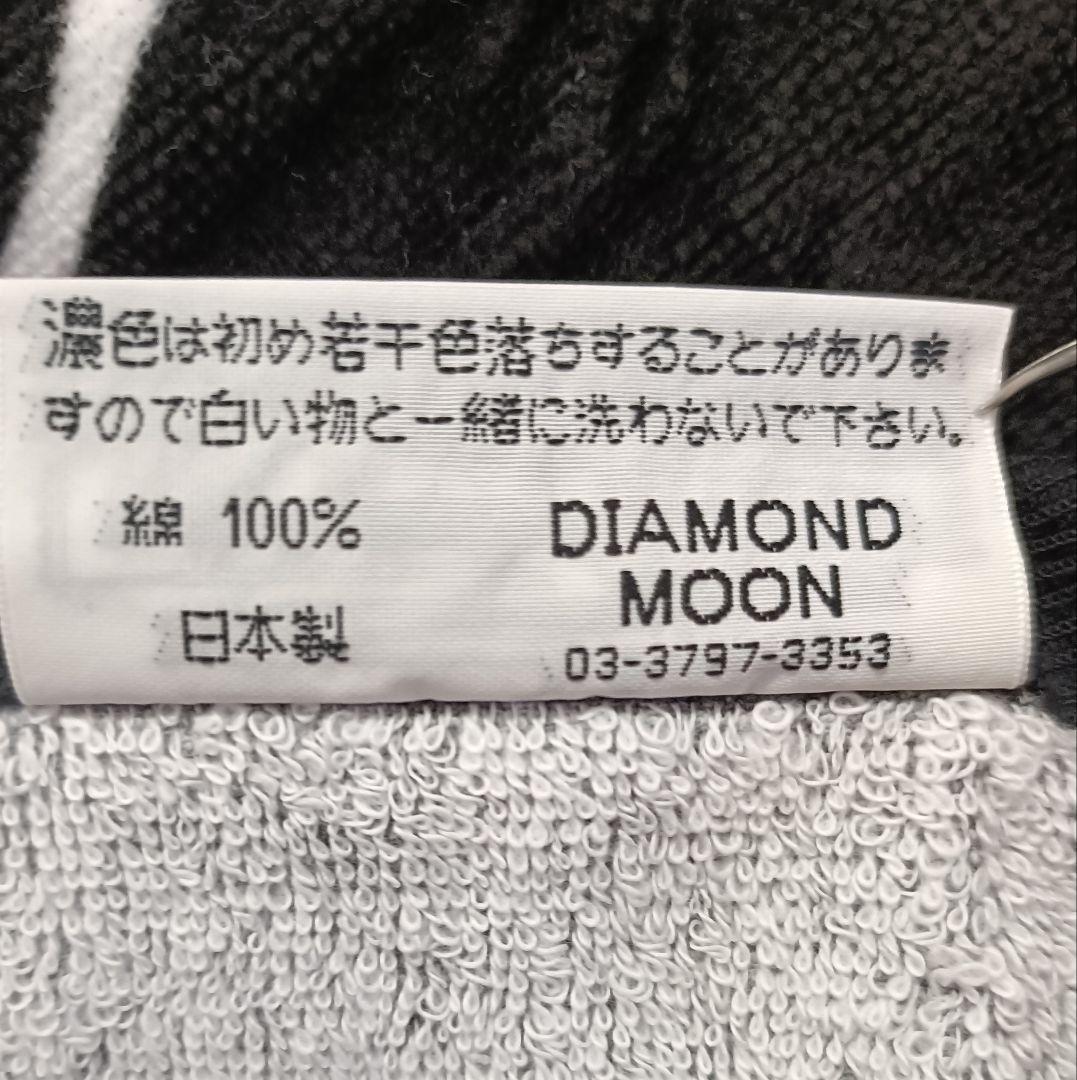 濃色は初め若干色落ちすることがありま
すので白い物と一緒に洗わないで下さい。
綿 100%
日本製
DIAMOND
MOON
03-3797-3353